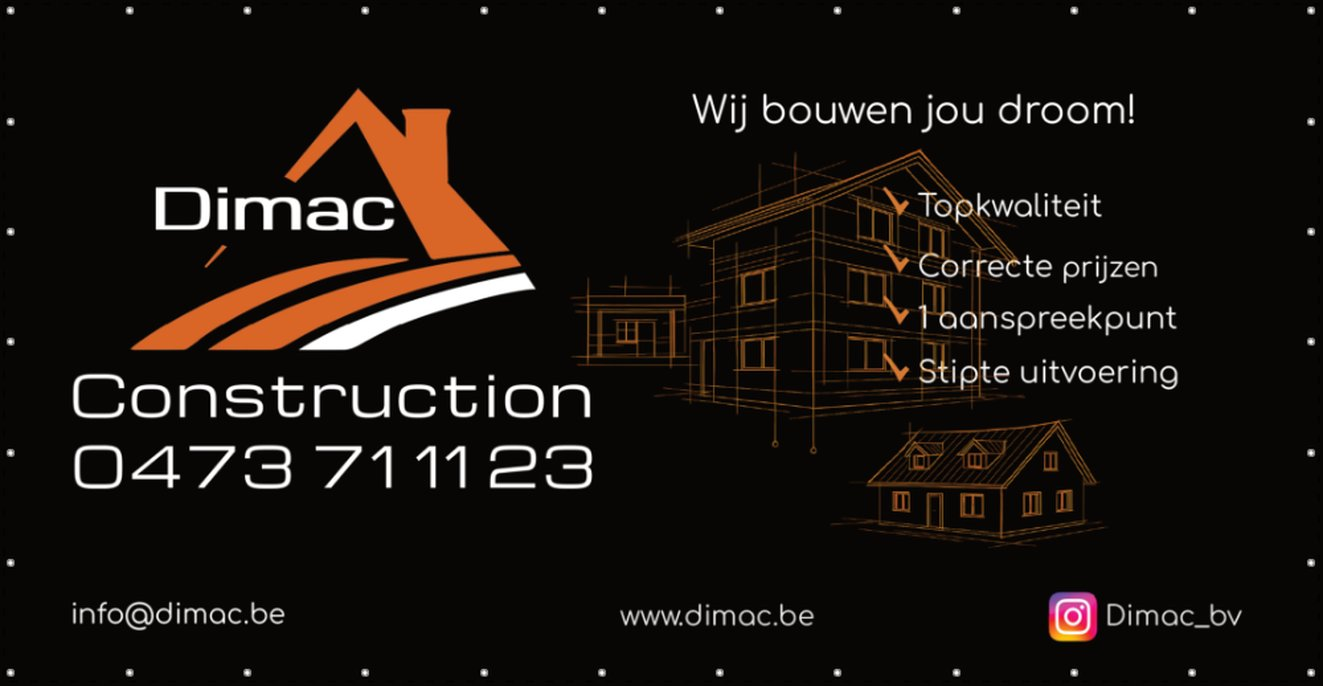 Dimac
Construction
0473 71 11 23
Wij bouwen jou droom!
Topkwaliteit
Correcte prijzen
1 aanspreekpunt
Stipte uitvoering
info@dimac.be
www.dimac.be
Dimac_bv